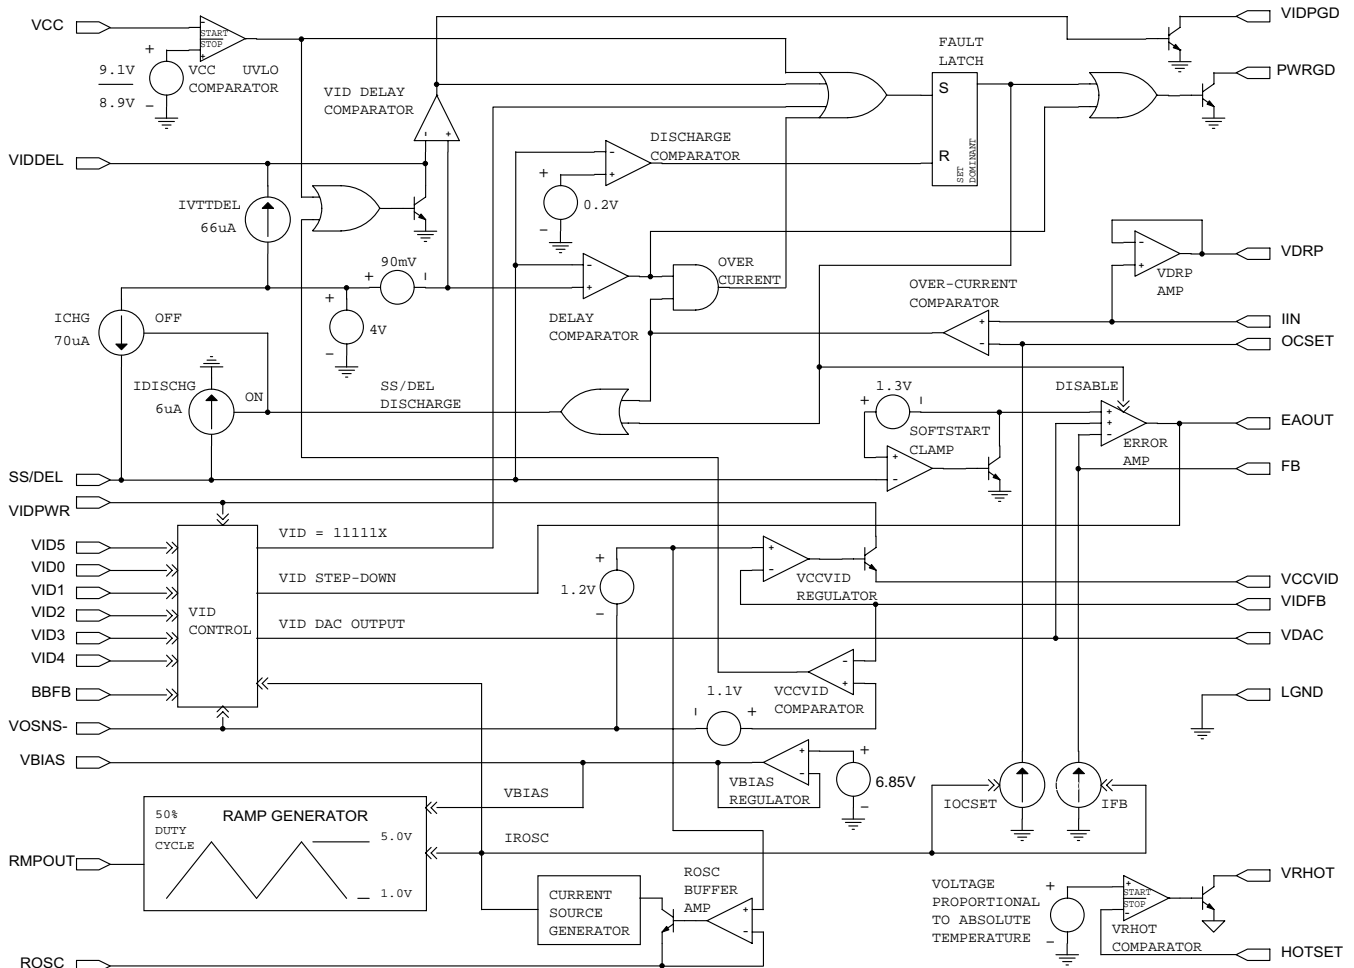 VCC
START
STOP
+
9.1V
8.9V
−
VCC UVLO
COMPARATOR
VID DELAY
COMPARATOR
− +
VIDPGD
FAULT
LATCH
S
R
SET
DOMINANT
PWRGD
VIDDEL
IVTTDEL
66uA
DISCHARGE
COMPARATOR
−
+
+
0.2V
−
90mV
+ −
+
4V
−
−
+
DELAY
COMPARATOR
OVER
CURRENT
OVER-CURRENT
COMPARATOR
+
−
−
+
VDRP
AMP
VDRP
IIN
OCSET
ICHG
70uA
OFF
IDISCHG
6uA
ON
SS/DEL
DISCHARGE
1.3V
+ −
SOFTSTART
CLAMP
+
−
DISABLE
+
+
−
ERROR
AMP
EAOUT
FB
SS/DEL
VIDPWR
VID5
VID0
VID1
VID2
VID3
VID4
BBFB
VOSNS-
VID
CONTROL
VID = 11111X
VID STEP-DOWN
VID DAC OUTPUT
+
1.2V
−
+
−
VCCVID
REGULATOR
VCCVID
VIDFB
VDAC
−
+
VCCVID
COMPARATOR
1.1V
− +
LGND
VBIAS
+
−
VBIAS
REGULATOR
+
6.85V
−
VBIAS
IROSC
IOCSET
IFB
50%
DUTY
CYCLE
RAMP GENERATOR
5.0V
1.0V
RMPOUT
CURRENT
SOURCE
GENERATOR
ROSC
BUFFER
AMP
+
−
ROSC
VOLTAGE
PROPORTIONAL
TO ABSOLUTE
TEMPERATURE
+
−
+
START
STOP
−
VRHOT
COMPARATOR
VRHOT
HOTSET